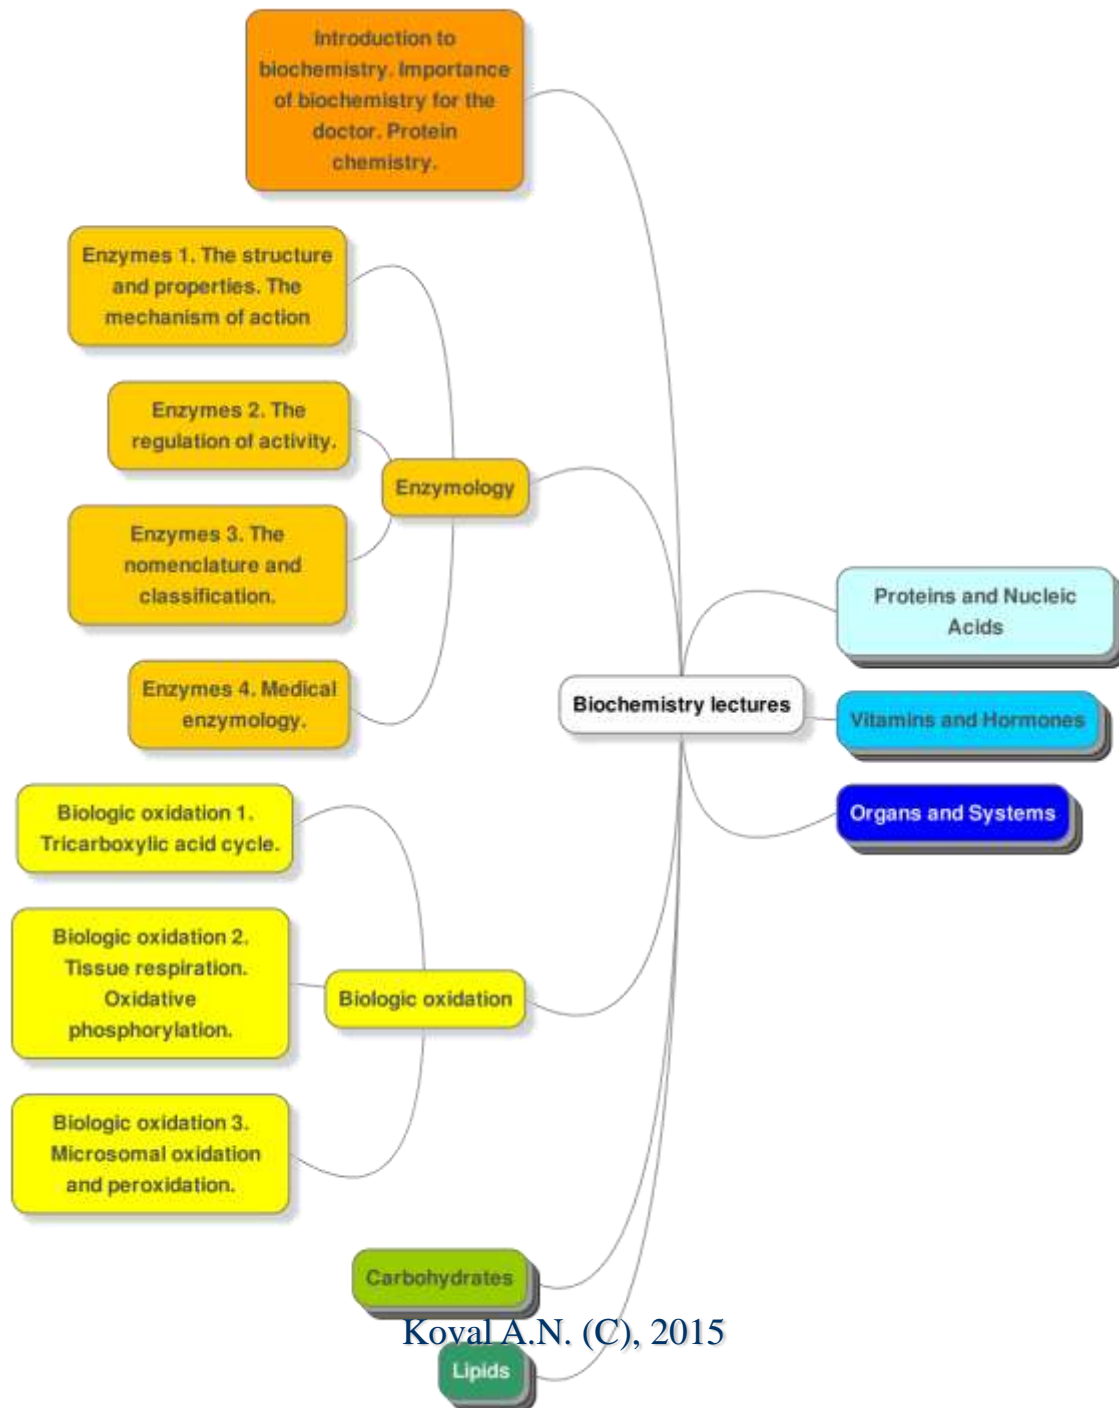 Introduction to
biochemistry. Importance
of biochemistry for the
doctor. Protein
chemistry.
Enzymes 1. The structure
and properties. The
mechanism of action
Enzymes 2. The
regulation of activity.
Enzymology
Enzymes 3. The
nomenclature and
classification.
Enzymes 4. Medical
enzymology.
Biologic oxidation 1.
Tricarboxylic acid cycle.
Biologic oxidation 2.
Tissue respiration.
Oxidative
phosphorylation.
Biologic oxidation
Biologic oxidation 3.
Microsomal oxidation
and peroxidation.
Carbohydrates
Lipids
Biochemistry lectures
Proteins and Nucleic
Acids
Vitamins and Hormones
Organs and Systems
Koval A.N. (C), 2015